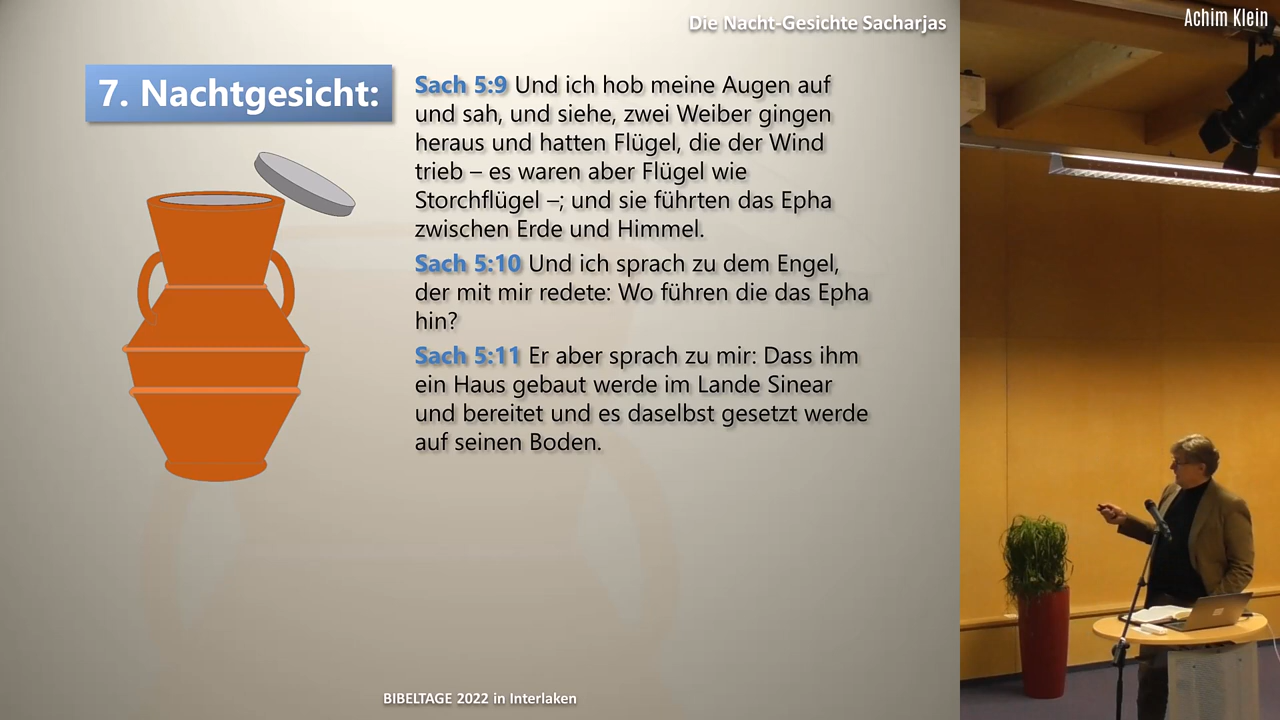 Die Nacht-Gesichte Sacharjas
Achim Klein
7. Nachtgesicht:
Sach 5:9 Und ich hob meine Augen auf
und sah, und siehe, zwei Weiber gingen
heraus und hatten Flügel, die der Wind
trieb – es waren aber Flügel wie
Storchflügel –; und sie führten das Epha
zwischen Erde und Himmel.
Sach 5:10 Und ich sprach zu dem Engel,
der mit mir redete: Wo führen die das Epha
hin?
Sach 5:11 Er aber sprach zu mir: Dass ihm
ein Haus gebaut werde im Lande Sinear
und bereitet und es daselbst gesetzt werde
auf seinen Boden.
BIBELTAGE 2022 in Interlaken